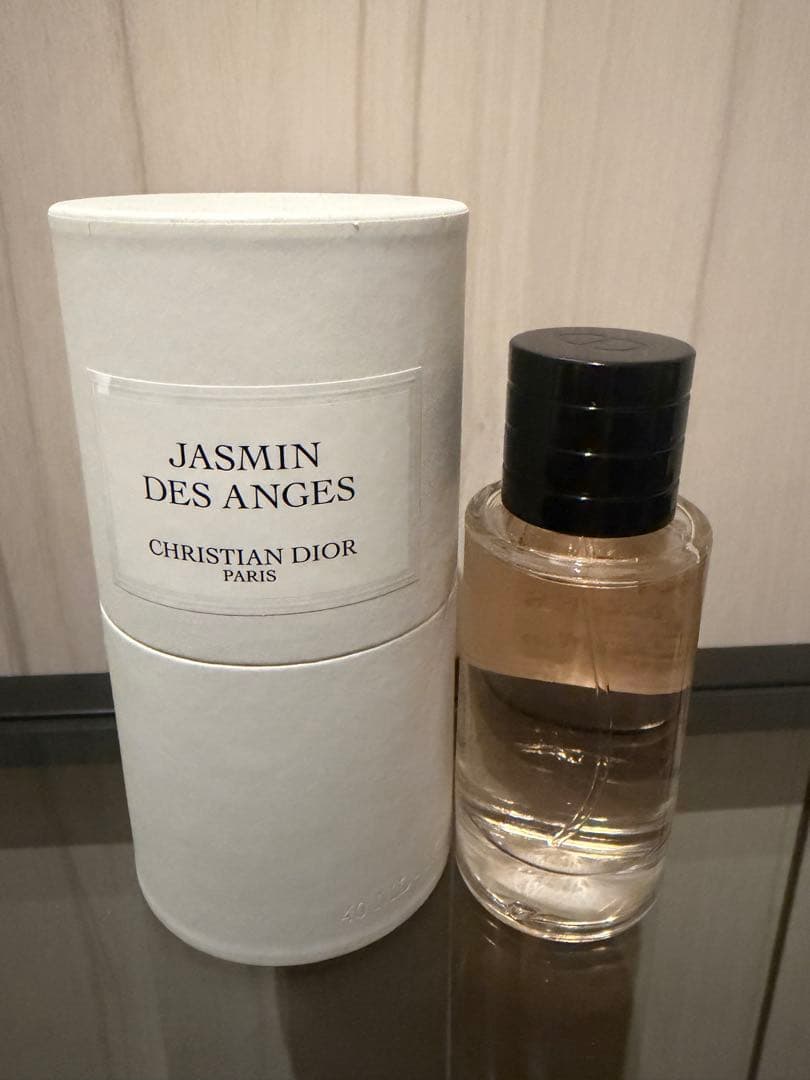 JASMIN
DES ANGES
CHRISTIAN DIOR
PARIS